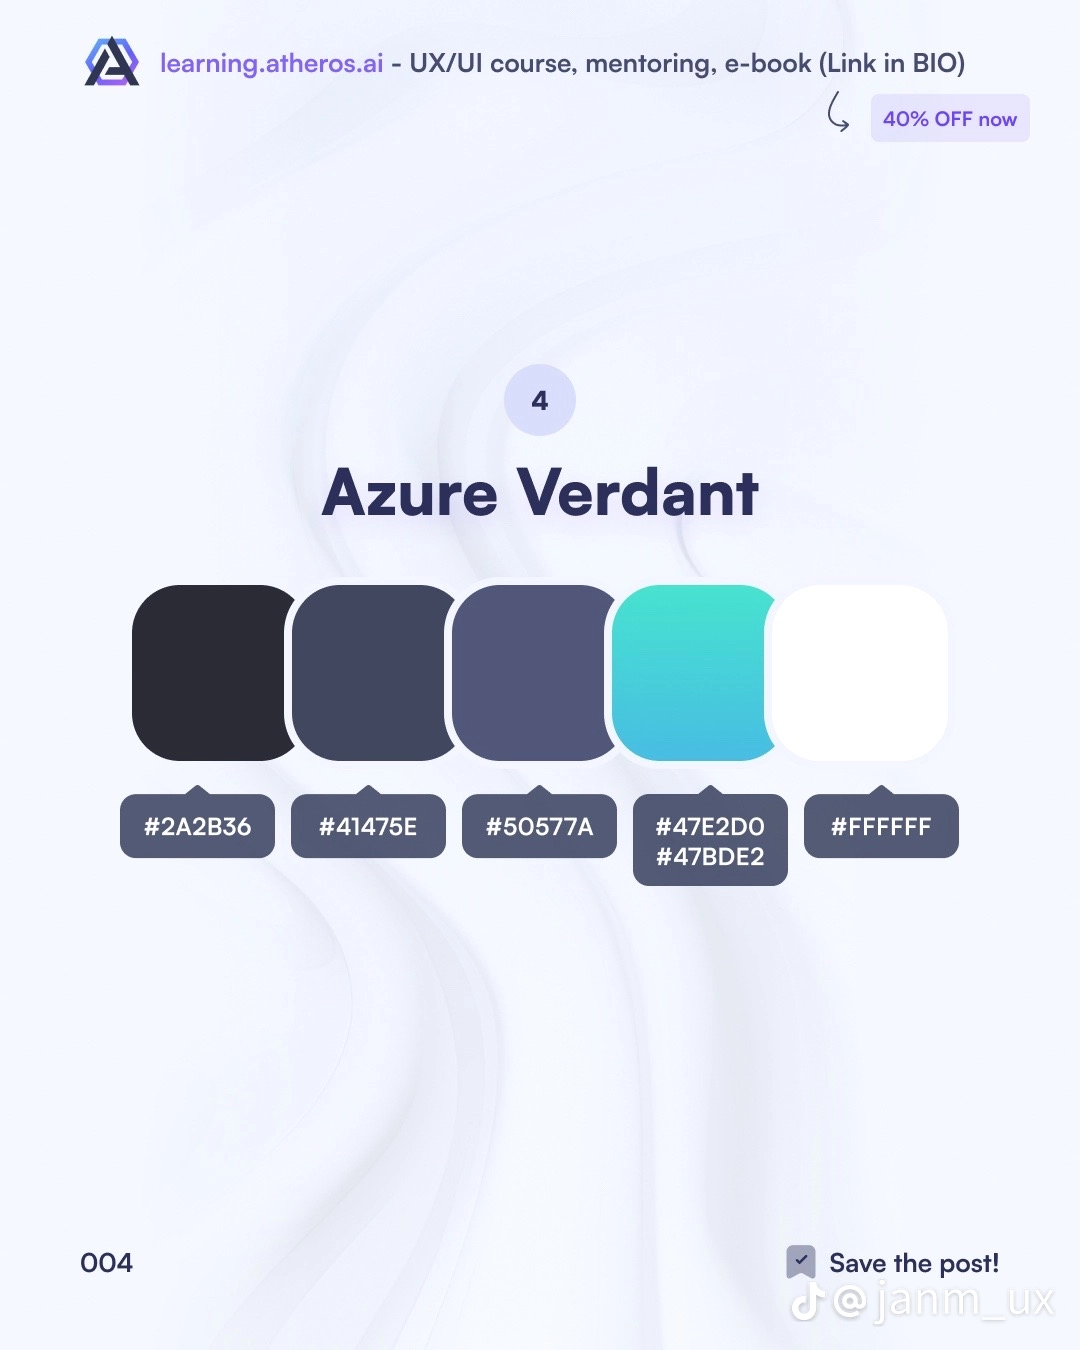 learning.atheros.ai - UX/UI course, mentoring, e-book (Link in BIO)
40% OFF now
4
Azure Verdant
#2A2B36
#41475E
#50577A
#47E2D0
#47BDE2
#FFFFFF
004
Save the post!
@janm_ux